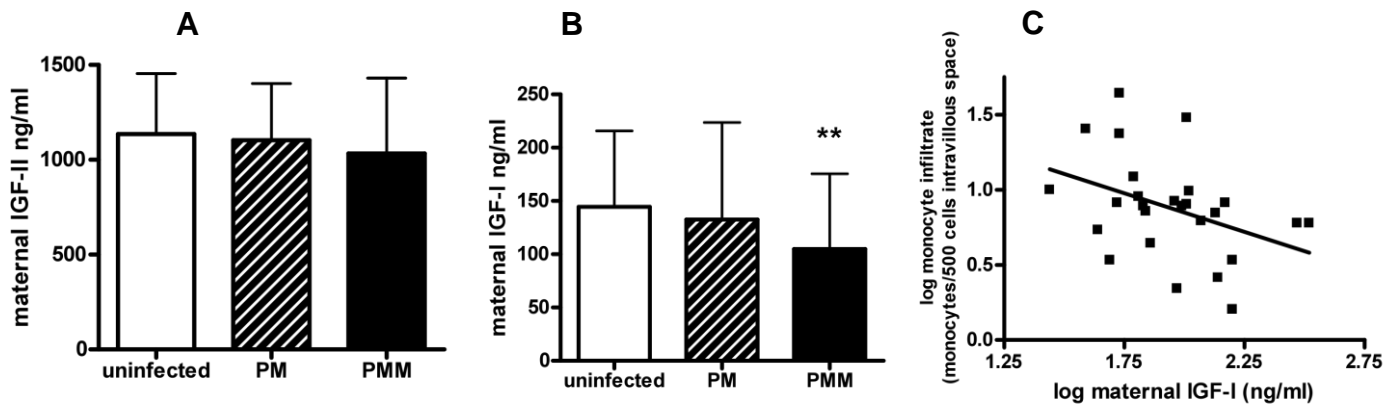 A
maternal IGF-II ng/ml
1500
1000
500
0
uninfected PM PMM
B
maternal IGF-I ng/ml
250
200
150
100
50
0
**
uninfected PM PMM
C
log monocyte infiltrate
(monocytes/500 cells intravillous space)
1.5
1.0
0.5
0.0
1.25 1.75 2.25 2.75
log maternal IGF-I (ng/ml)